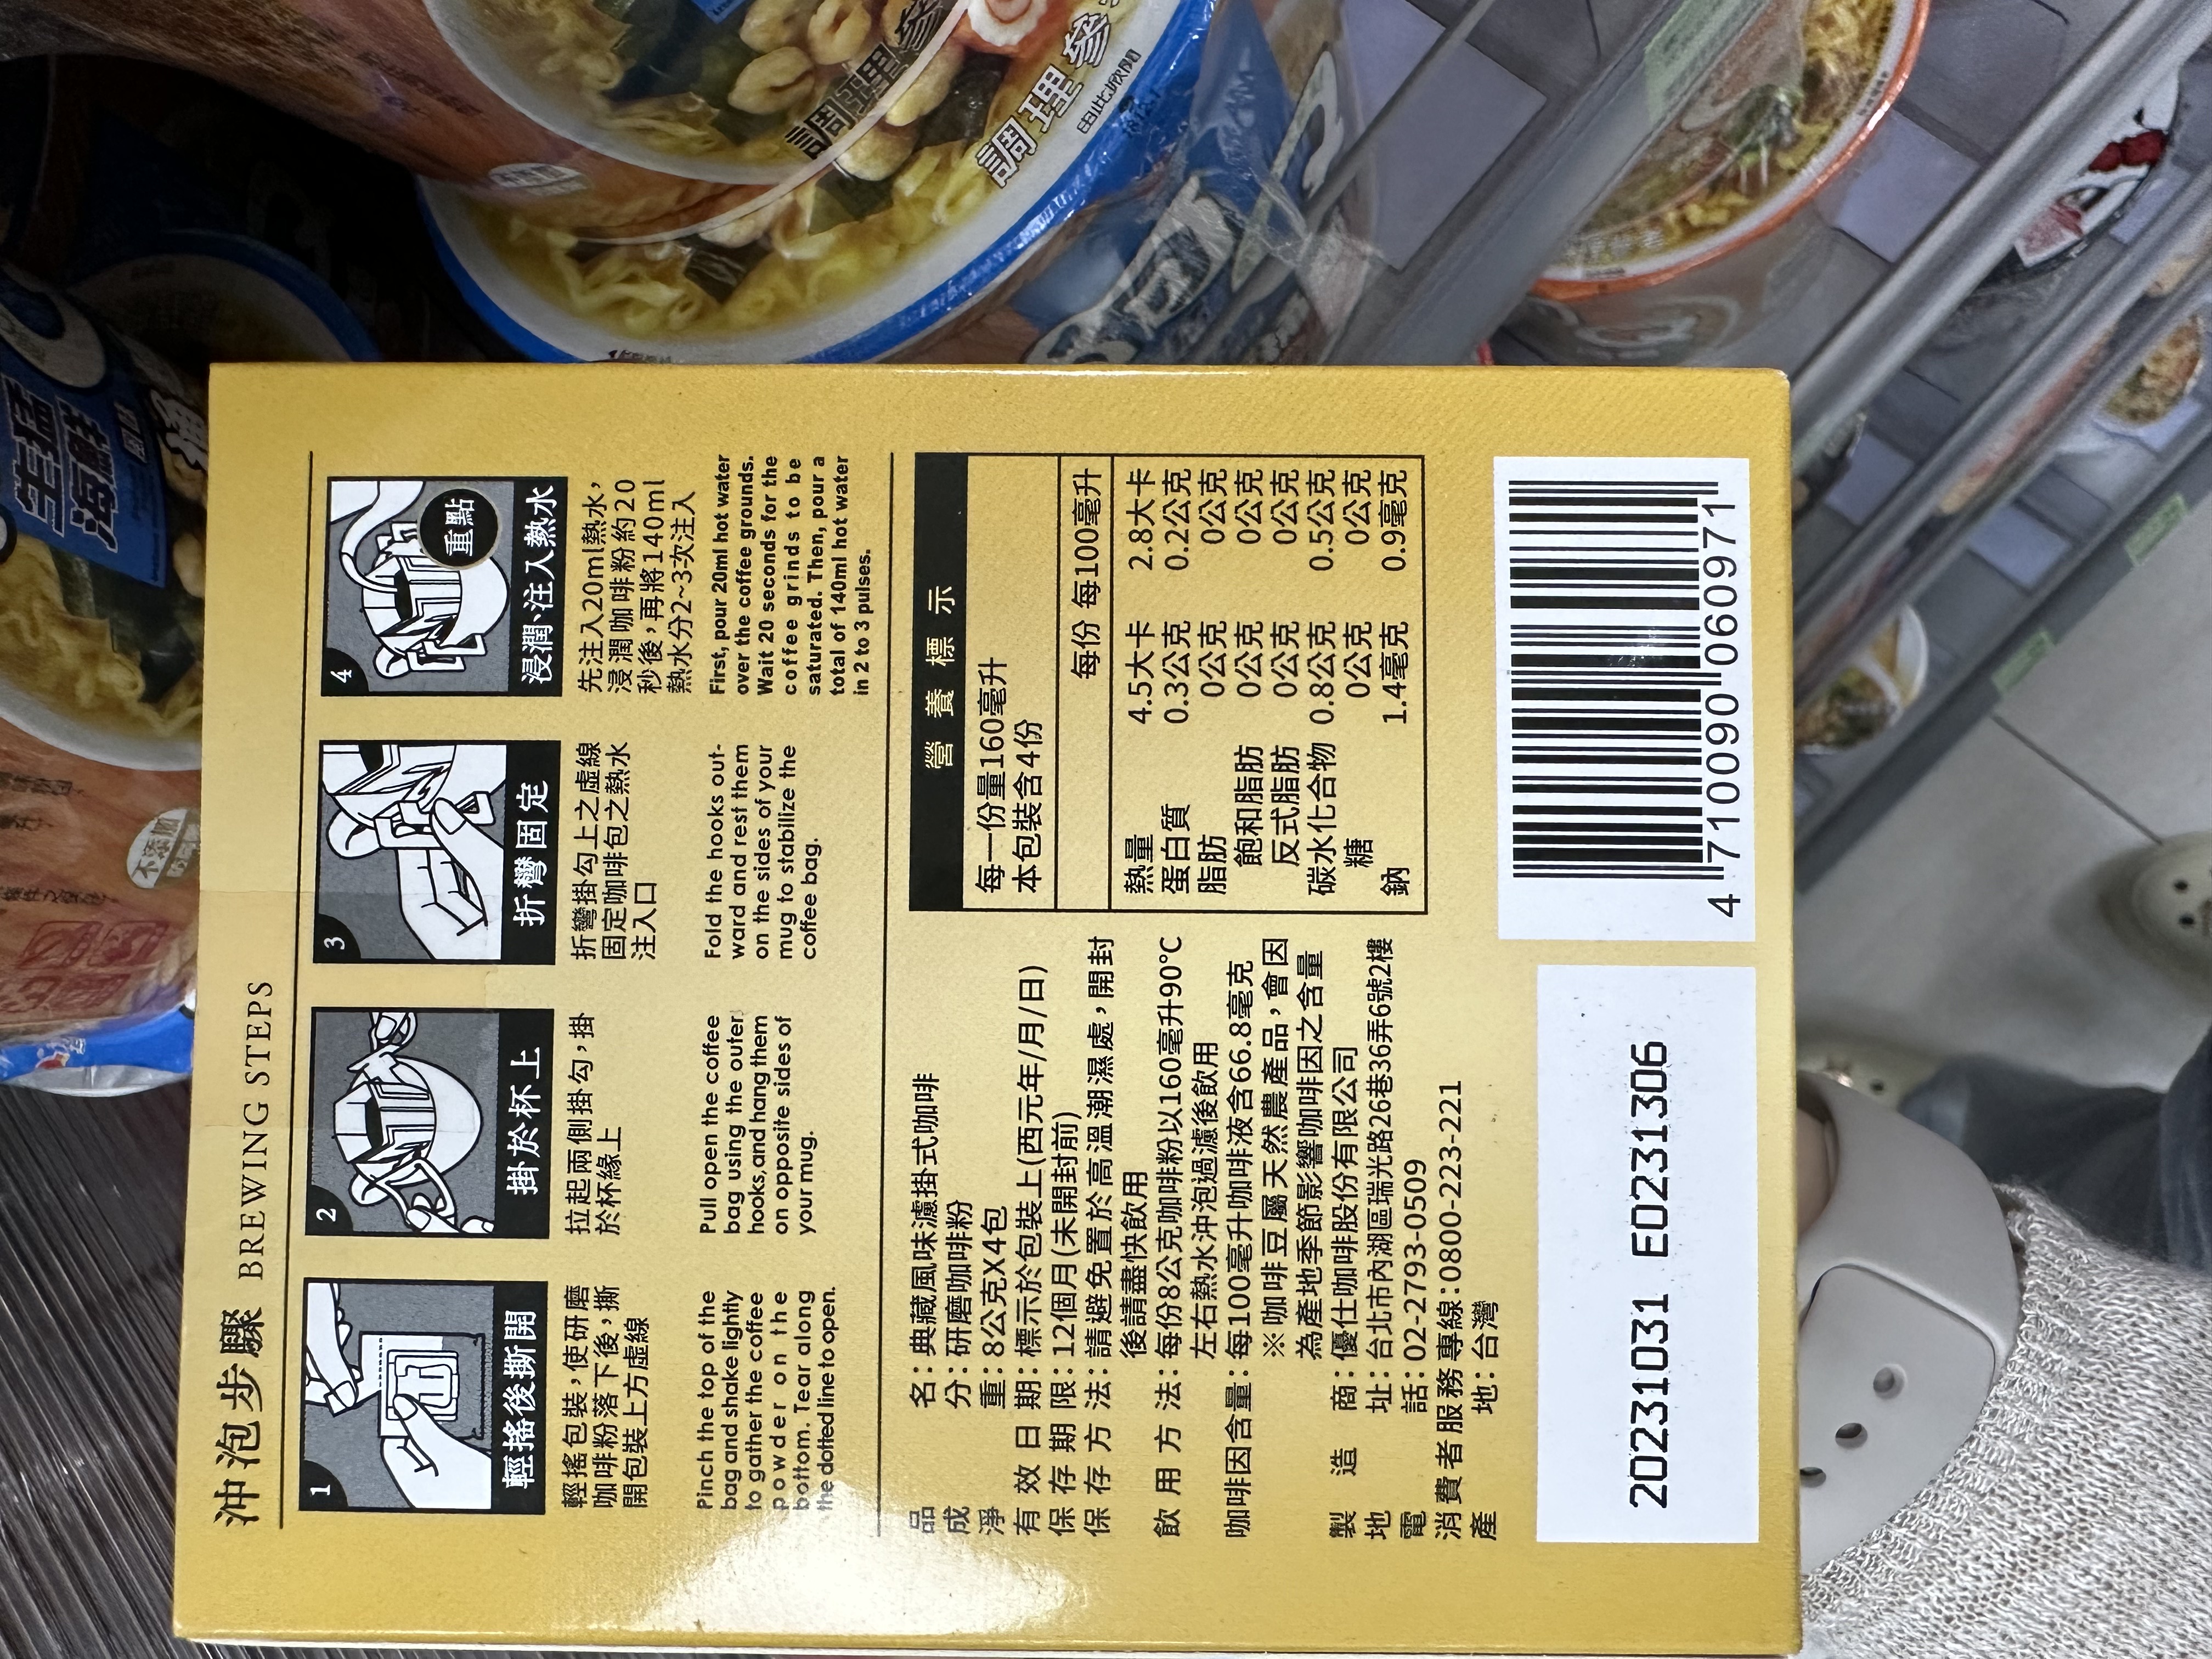 生猛
海鮮
風味
不添加
沖泡步驟 BREWING STEPS
1
輕搖後撕開
輕搖包裝，使研磨
咖啡粉落下後，撕
開包裝上方虛線
Pinch the top of the
bag and shake lightly
to gather the coffee
powder on the
bottom. Tear along
the dotted line to open.
2
掛於杯上
拉起兩側掛勾，掛
於杯緣上
Pull open the coffee
bag using the outer
hooks,and hang them
on opposite sides of
your mug.
3
折彎固定
折彎掛勾上之虛線
固定咖啡包之熱水
注入口
Fold the hooks out-
ward and rest them
on the sides of your
mug to stabilize the
coffee bag.
4
重點
浸潤、注入熱水
先注入20ml熱水，
浸潤咖啡粉約20
秒後，再將140ml
熱水分2~3次注入
First, pour 20ml hot water
over the coffee grounds.
Wait 20 seconds for the
coffee grinds to be
saturated. Then, pour a
total of 140ml hot water
in 2 to 3 pulses.
品名：典藏風味濾掛式咖啡
成分：研磨咖啡粉
淨重：8公克X4包
有效日期：標示於包裝上(西元年/月/日)
保存期限：12個月(未開封前)
保存方法：請避免置於高溫潮濕處，開封
後請盡快飲用
飲用方法：每份8公克咖啡粉以160毫升90℃
左右熱水沖泡過濾後飲用
咖啡因含量：每100毫升咖啡液含66.8毫克
※咖啡豆屬天然農產品，會因
為產地季節影響咖啡因之含量
製造商：優仕咖啡股份有限公司
地址：台北市內湖區瑞光路26巷36弄6號2樓
電話：02-2793-0509
消費者服務專線：0800-223-221
產地：台灣
營養標示
每一份量160毫升
本包裝含4份
每份 每100毫升
熱量 4.5大卡 2.8大卡
蛋白質 0.3公克 0.2公克
脂肪 0公克 0公克
飽和脂肪 0公克 0公克
反式脂肪 0公克 0公克
碳水化合物 0.8公克 0.5公克
糖 0公克 0公克
鈉 1.4毫克 0.9毫克
20231031 E0231306
4 710090 060971
調理參
調理參